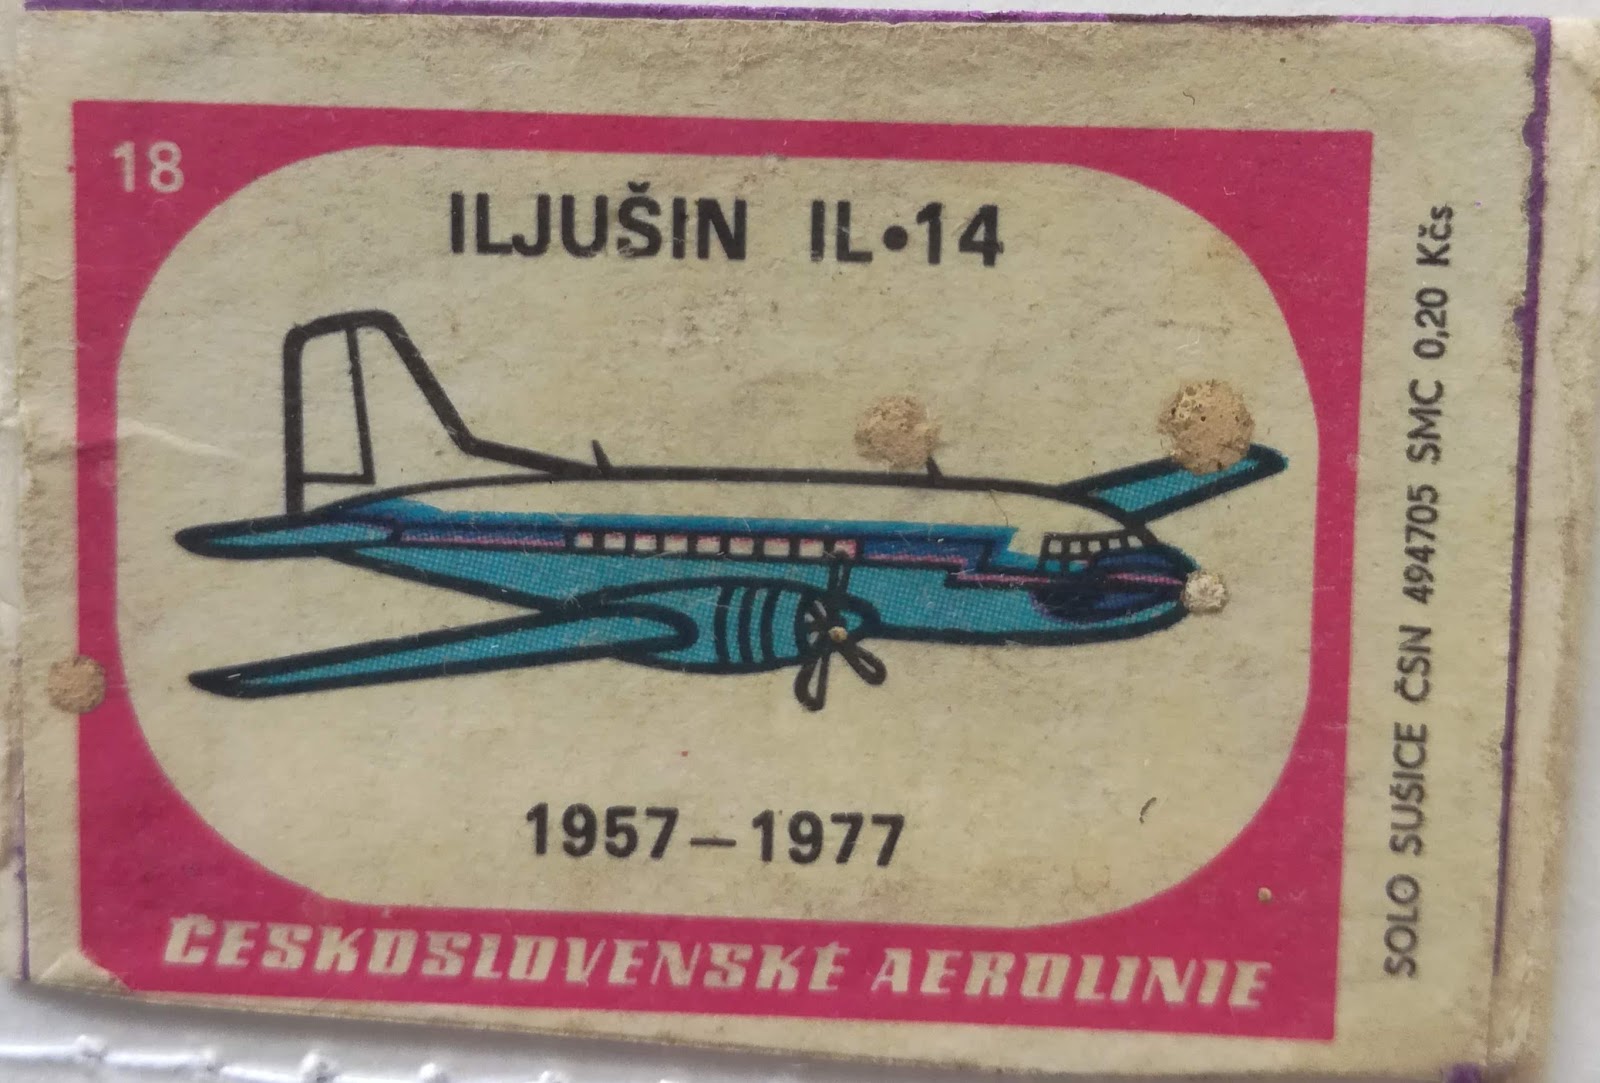 18
ILJUŠIN IL•14
1957–1977
ČESKOSLOVENSKÉ AEROLINIE
SOLO SUŠICE ČSN 494705 SMC 0,20 Kčs